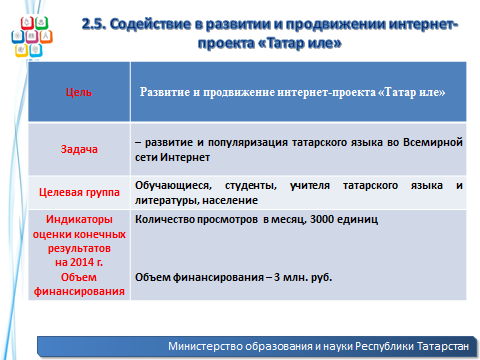 2.5. Содействие в развитии и продвижении интернет-
проекта «Татар иле»
Цель
Развитие и продвижение интернет-проекта «Татар иле»
Задача
– развитие и популяризация татарского языка во Всемирной
сети Интернет
Целевая группа
Обучающиеся, студенты, учителя татарского языка и
литературы, население
Индикаторы
оценки конечных
результатов
на 2014 г.
Объем
финансирования
Количество просмотров в месяц, 3000 единиц
Объем финансирования – 3 млн. руб.
Министерство образования и науки Республики Татарстан